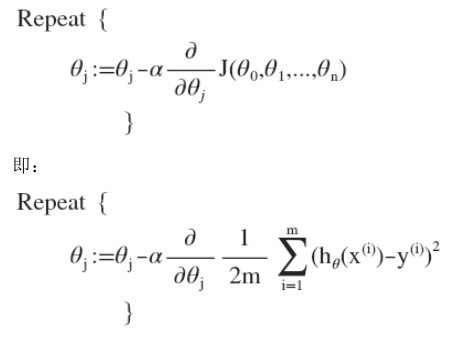 Repeat {
θj:=θj-α ∂/∂θj J(θ0,θ1,...,θn)
}
即：
Repeat {
θj:=θj-α ∂/∂θj 1/2m ∑i=1m (hθ(x(i))-y(i))2
}